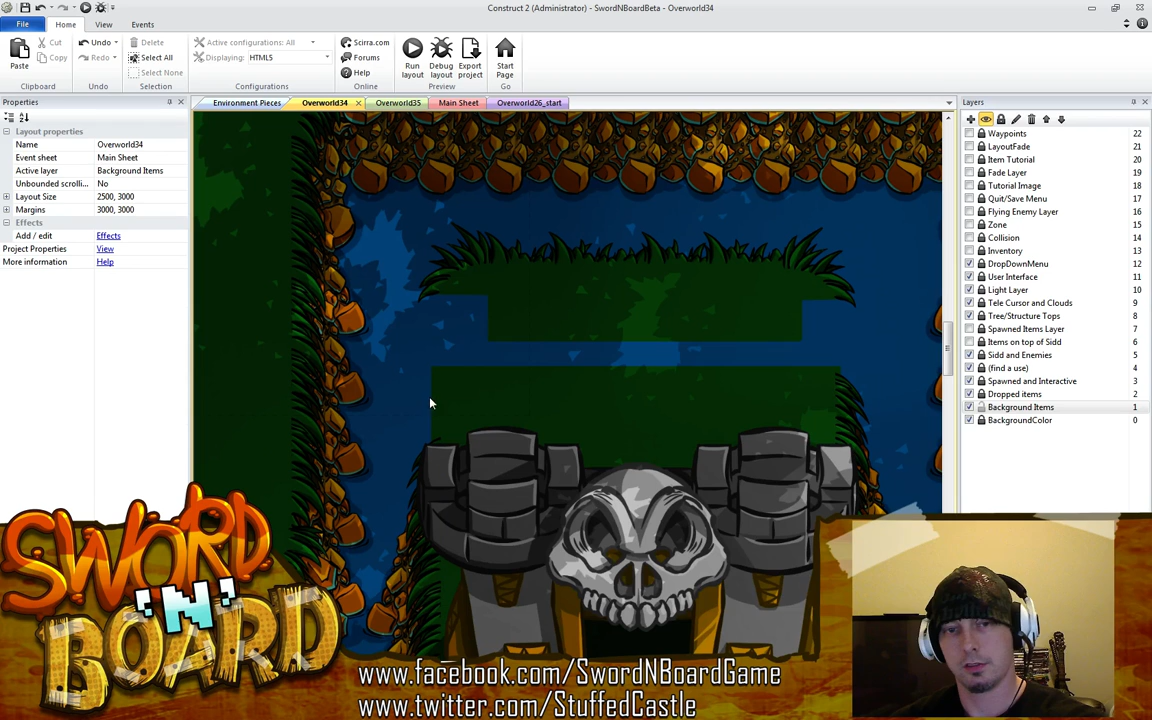 Construct 2 (Administrator) - SwordNBoardBeta - Overworld34
File Home View Events
Paste Cut Copy Undo Redo Delete Select All Select None Active configurations: All Displaying: HTML5 Scirra.com Forums Help Run layout Debug layout Export project Start Page
Clipboard Undo Selection Configurations Online Preview Go
Properties
Environment Pieces Overworld34 Overworld35 Main Sheet Overworld26_start
Layers
Layout properties
Name Overworld34
Event sheet Main Sheet
Active layer Background Items
Unbounded scrolli... No
Layout Size 2500, 3000
Margins 3000, 3000
Effects
Add / edit Effects
Project Properties View
More information Help
Waypoints 22
LayoutFade 21
Item Tutorial 20
Fade Layer 19
Tutorial Image 18
Quit/Save Menu 17
Flying Enemy Layer 16
Zone 15
Collision 14
Inventory 13
DropDownMenu 12
User Interface 11
Light Layer 10
Tele Cursor and Clouds 9
Tree/Structure Tops 8
Spawned Items Layer 7
Items on top of Sidd 6
Sidd and Enemies 5
(find a use) 4
Spawned and Interactive 3
Dropped items 2
Background Items 1
BackgroundColor 0
SWORD
'N'
BOARD
www.facebook.com/SwordNBoardGame
www.twitter.com/StuffedCastle